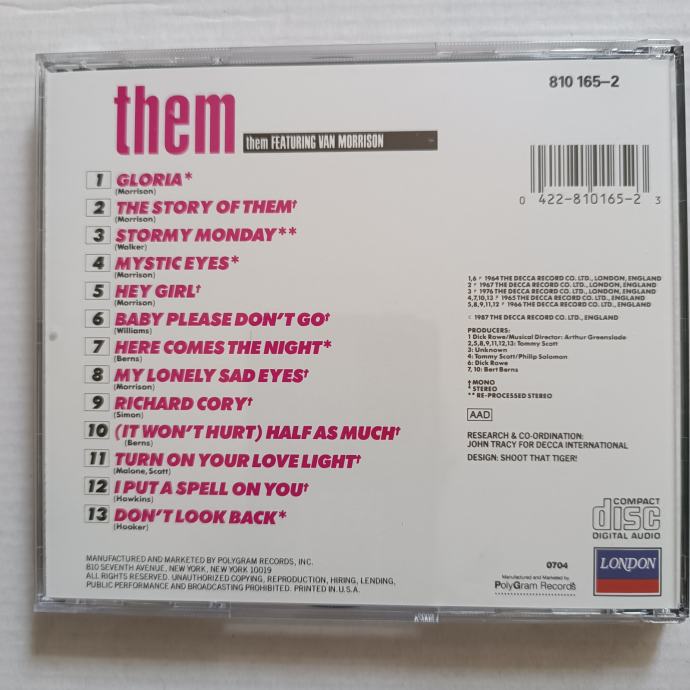 810 165-2
them
them FEATURING VAN MORRISON
1 GLORIA*
(Morrison)
2 THE STORY OF THEM†
(Morrison)
3 STORMY MONDAY**
(Walker)
4 MYSTIC EYES*
(Morrison)
5 HEY GIRL†
(Morrison)
6 BABY PLEASE DON'T GO†
(Williams)
7 HERE COMES THE NIGHT*
(Berns)
8 MY LONELY SAD EYES†
(Morrison)
9 RICHARD CORY†
(Simon)
10 (IT WON'T HURT) HALF AS MUCH†
(Berns)
11 TURN ON YOUR LOVE LIGHT†
(Malone, Scott)
12 I PUT A SPELL ON YOU†
(Hawkins)
13 DON'T LOOK BACK*
(Hooker)
0 422-810165-2 3
1,6 ℗ 1964 THE DECCA RECORD CO. LTD., LONDON, ENGLAND
2 ℗ 1967 THE DECCA RECORD CO. LTD., LONDON, ENGLAND
3 ℗ 1976 THE DECCA RECORD CO. LTD., LONDON, ENGLAND
4,7,10,13 ℗ 1965 THE DECCA RECORD CO. LTD., LONDON, ENGLAND
5,8,9,11,12 ℗ 1966 THE DECCA RECORD CO. LTD., LONDON, ENGLAND
© 1987 THE DECCA RECORD CO. LTD., ENGLAND
PRODUCERS:
1 Dick Rowe/Musical Director: Arthur Greenslade
2,5,8,9,11,12,13: Tommy Scott
3: Unknown
4: Tommy Scott/Philip Solomon
6: Dick Rowe
7, 10: Bert Berns
† MONO
* STEREO
** RE-PROCESSED STEREO
AAD
RESEARCH & CO-ORDINATION:
JOHN TRACY FOR DECCA INTERNATIONAL
DESIGN: SHOOT THAT TIGER!
COMPACT
disc
DIGITAL AUDIO
MANUFACTURED AND MARKETED BY POLYGRAM RECORDS, INC.
810 SEVENTH AVENUE, NEW YORK, NEW YORK 10019
ALL RIGHTS RESERVED. UNAUTHORIZED COPYING, REPRODUCTION, HIRING, LENDING,
PUBLIC PERFORMANCE AND BROADCASTING PROHIBITED. PRINTED IN U.S.A.
0704
Manufactured and Marketed by
PolyGram Records
LONDON